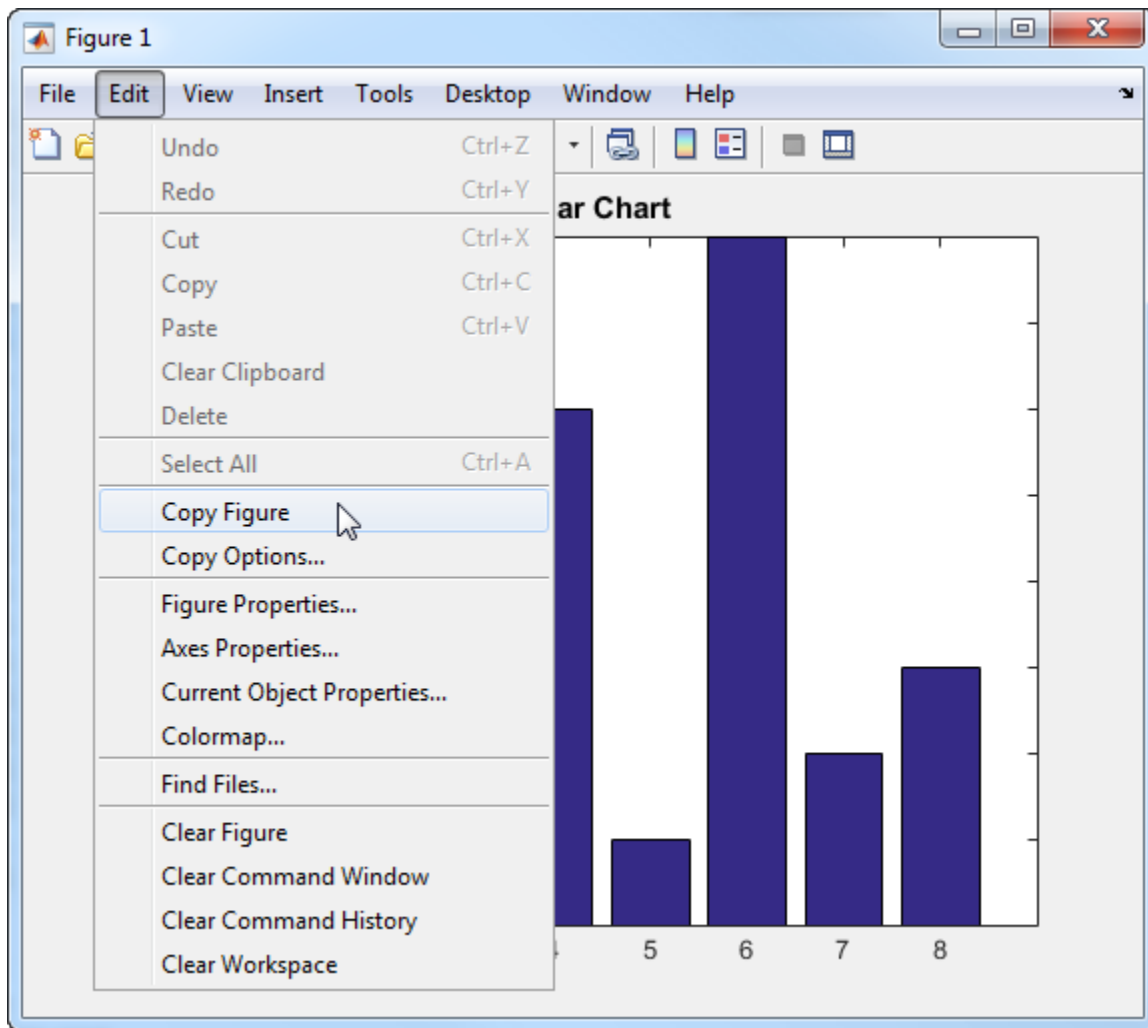 Figure 1
File Edit View Insert Tools Desktop Window Help
Undo Ctrl+Z
Redo Ctrl+Y
ar Chart
Cut Ctrl+X
Copy Ctrl+C
Paste Ctrl+V
Clear Clipboard
Delete
Select All Ctrl+A
Copy Figure
Copy Options...
Figure Properties...
Axes Properties...
Current Object Properties...
Colormap...
Find Files...
Clear Figure
Clear Command Window
Clear Command History
Clear Workspace
5 6 7 8